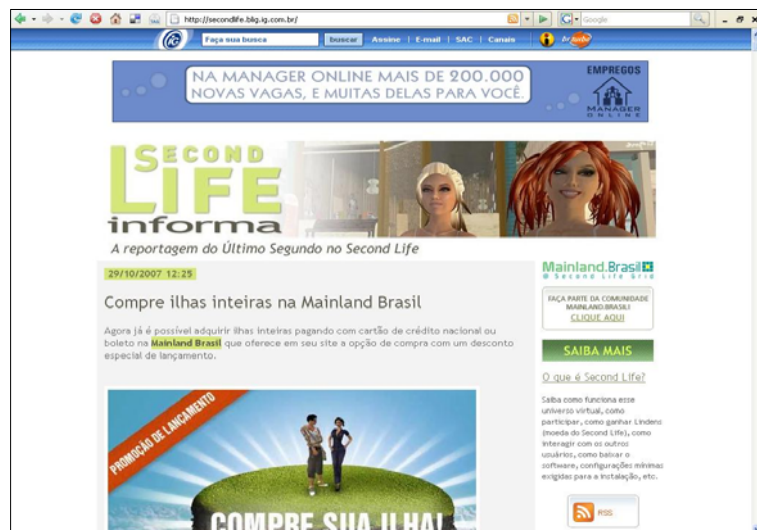 http://secondlife.blig.ig.com.br/
Google
iG
Faça sua busca
buscar
Assine | E-mail | SAC | Canais
NA MANAGER ONLINE MAIS DE 200.000
NOVAS VAGAS, E MUITAS DELAS PARA VOCÊ.
EMPREGOS
MANAGER
ONLINE
SECOND
LIFE
informa
A reportagem do Último Segundo no Second Life
29/10/2007 12:25
Compre ilhas inteiras na Mainland Brasil
Agora já é possível adquirir ilhas inteiras pagando com cartão de crédito nacional ou
boleto na Mainland Brasil que oferece em seu site a opção de compra com um desconto
especial de lançamento.
PROMOÇÃO DE LANÇAMENTO
COMPRE SUA ILHA!
Mainland.Brasil
@ Second Life Grid
FAÇA PARTE DA COMUNIDADE
MAINLAND.BRASIL!
CLIQUE AQUI
SAIBA MAIS
O que é Second Life?
Saiba como funciona esse
universo virtual, como
participar, como ganhar Lindens
(moeda do Second Life), como
interagir com os outros
usuários, como baixar o
software, configurações mínimas
exigidas para a instalação, etc.
RSS